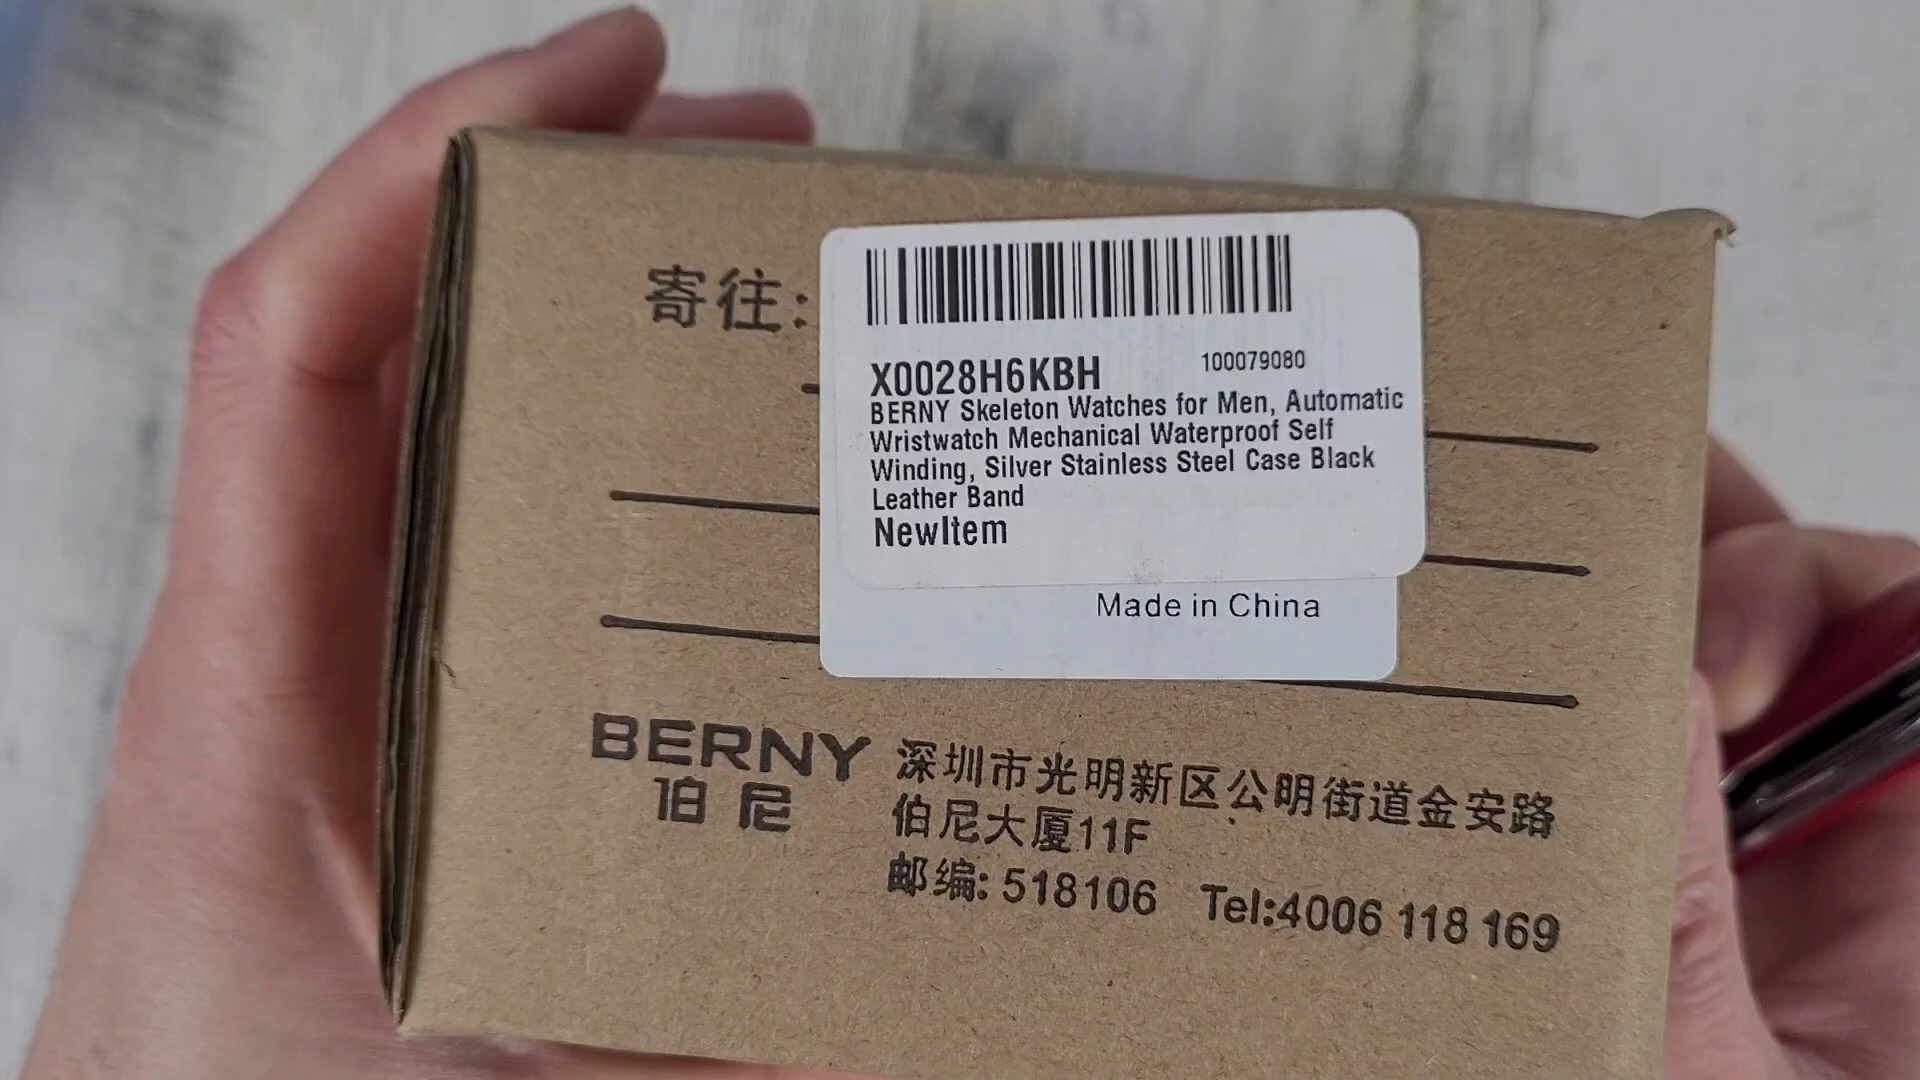 寄往:
X0028H6KBH
100079080
BERNY Skeleton Watches for Men, Automatic
Wristwatch Mechanical Waterproof Self
Winding, Silver Stainless Steel Case Black
Leather Band
NewItem
Made in China
BERNY
伯尼
深圳市光明新区公明街道金安路
伯尼大厦11F
邮编: 518106 Tel:4006 118 169